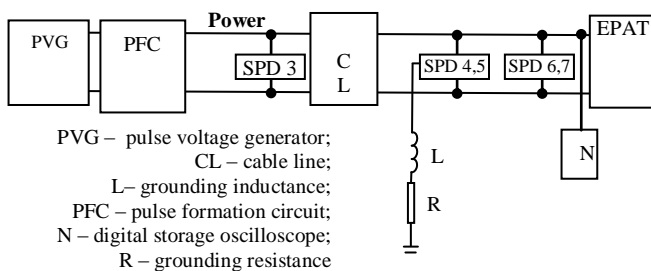 Power
PVG
PFC
SPD 3
C
L
SPD 4,5
SPD 6,7
EPAT
N
L
R
PVG – pulse voltage generator;
CL – cable line;
L– grounding inductance;
PFC – pulse formation circuit;
N – digital storage oscilloscope;
R – grounding resistance